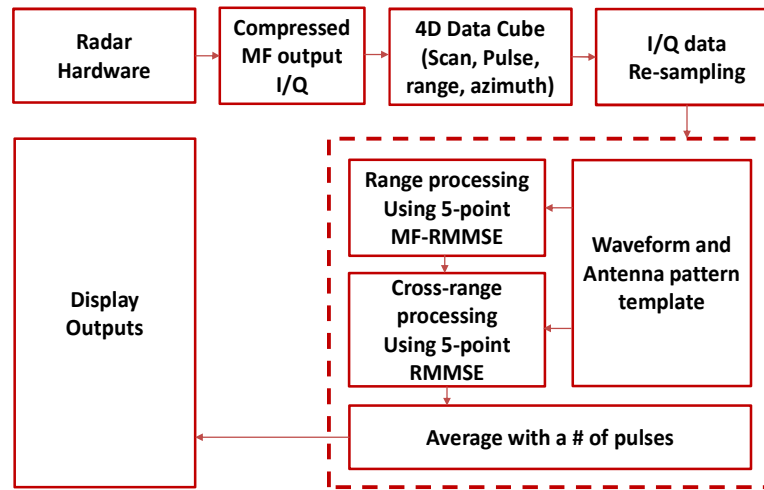 Radar
Hardware
Compressed
MF output
I/Q
4D Data Cube
(Scan, Pulse,
range, azimuth)
I/Q data
Re-sampling
Range processing
Using 5-point
MF-RMMSE
Waveform and
Antenna pattern
template
Cross-range
processing
Using 5-point
RMMSE
Display
Outputs
Average with a # of pulses